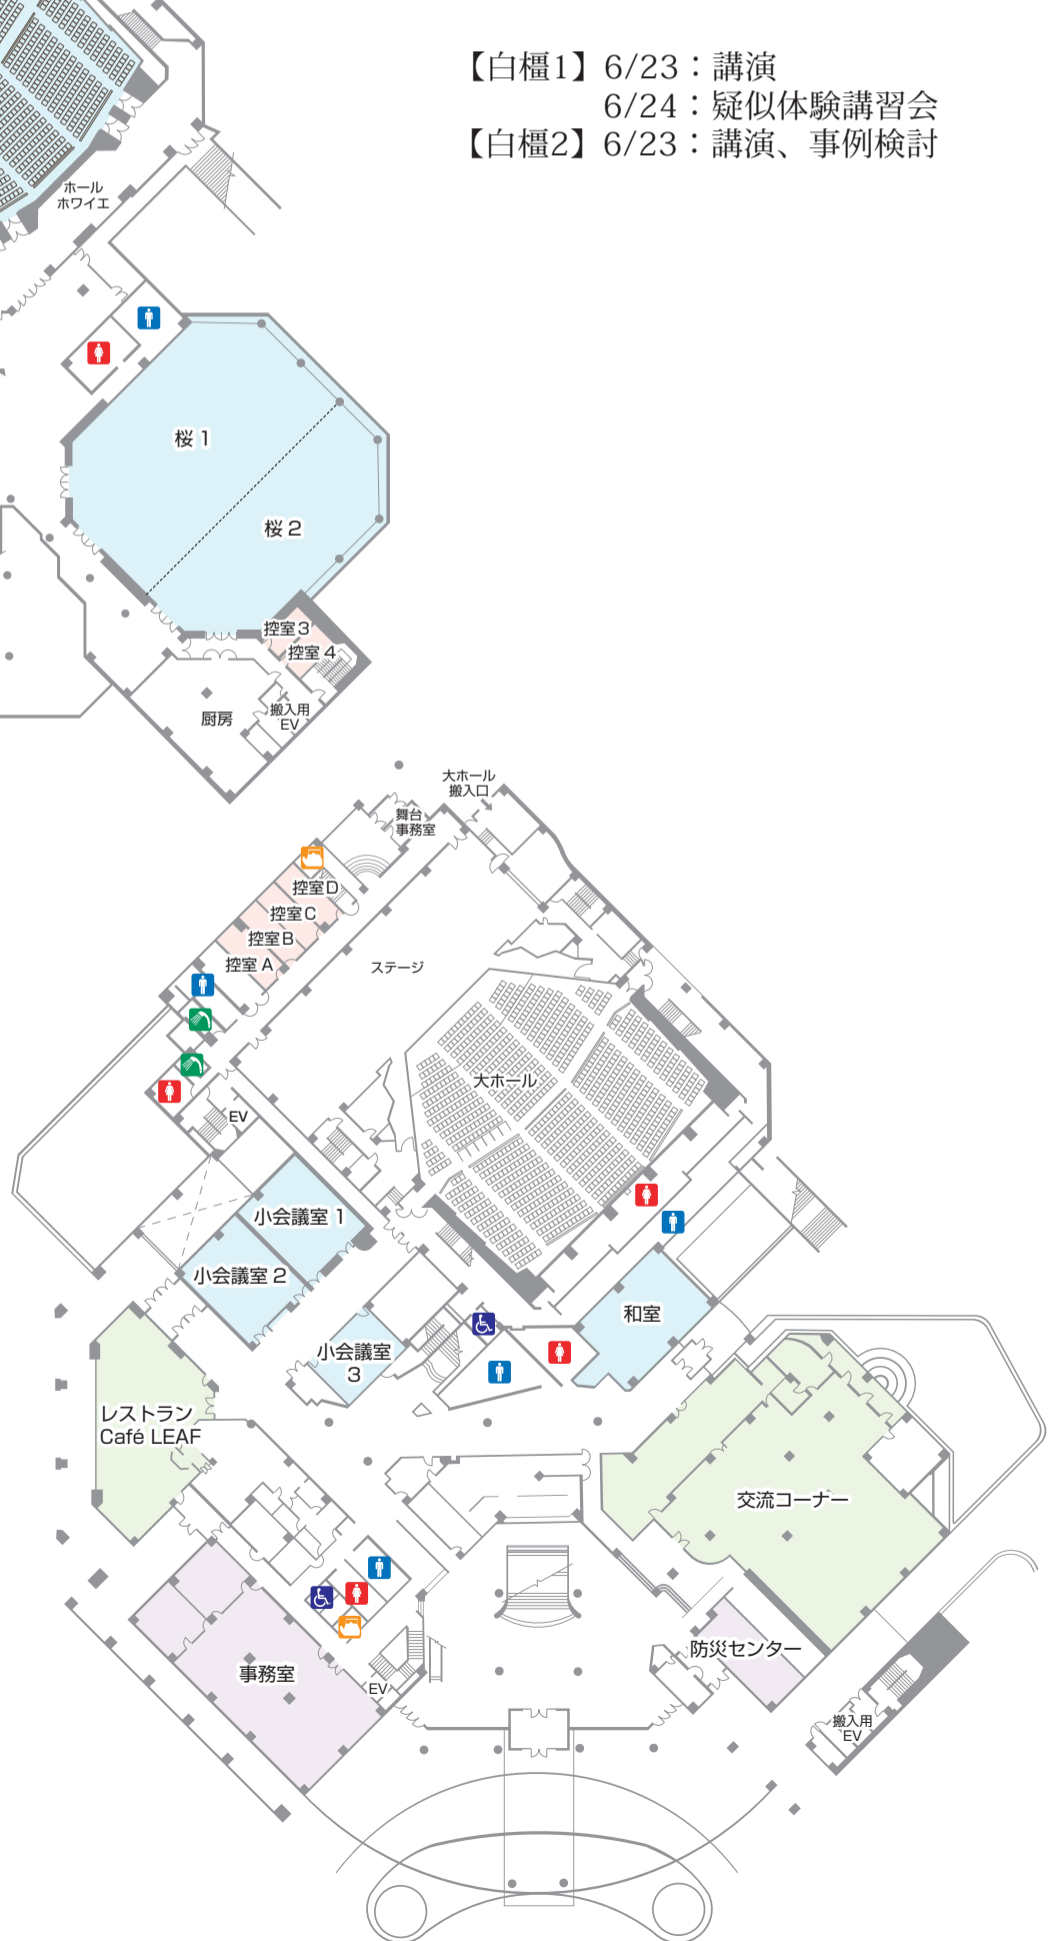 【白橿1】6/23：講演
6/24：疑似体験講習会
【白橿2】6/23：講演、事例検討
ホール
ホワイエ
桜 1
桜 2
控室 3
控室 4
厨房
搬入用
EV
大ホール
搬入口
舞台
事務室
控室 D
控室 C
控室 B
控室 A
ステージ
大ホール
EV
小会議室 1
小会議室 2
小会議室
3
和室
レストラン
Café LEAF
交流コーナー
防災センター
事務室
EV
搬入用
EV